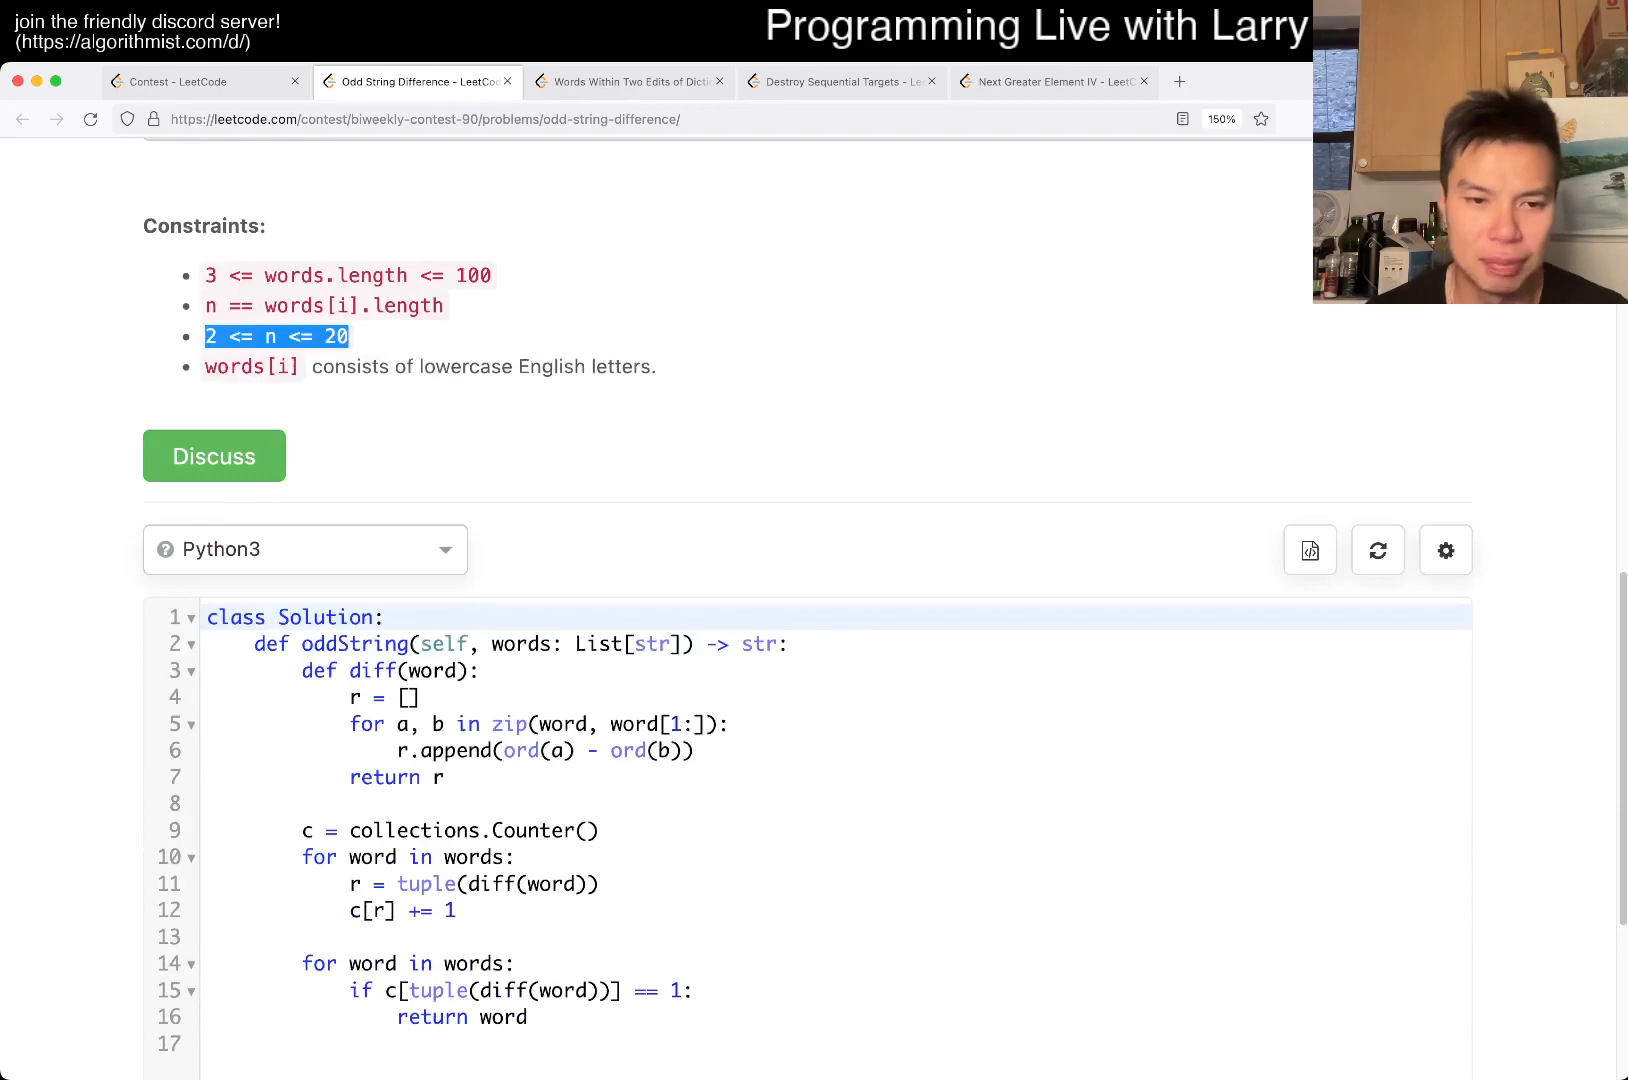 join the friendly discord server!
(https://algorithmist.com/d/)
Programming Live with Larry
Contest - LeetCode
Odd String Difference - LeetCo
Words Within Two Edits of Dicti
Destroy Sequential Targets - Le
Next Greater Element IV - LeetC
https://leetcode.com/contest/biweekly-contest-90/problems/odd-string-difference/
150%
Constraints:
3 <= words.length <= 100
n == words[i].length
2 <= n <= 20
words[i] consists of lowercase English letters.
Discuss
Python3
1 class Solution:
2     def oddString(self, words: List[str]) -> str:
3         def diff(word):
4             r = []
5             for a, b in zip(word, word[1:]):
6                 r.append(ord(a) - ord(b))
7             return r
8
9         c = collections.Counter()
10         for word in words:
11             r = tuple(diff(word))
12             c[r] += 1
13
14         for word in words:
15             if c[tuple(diff(word))] == 1:
16                 return word
17